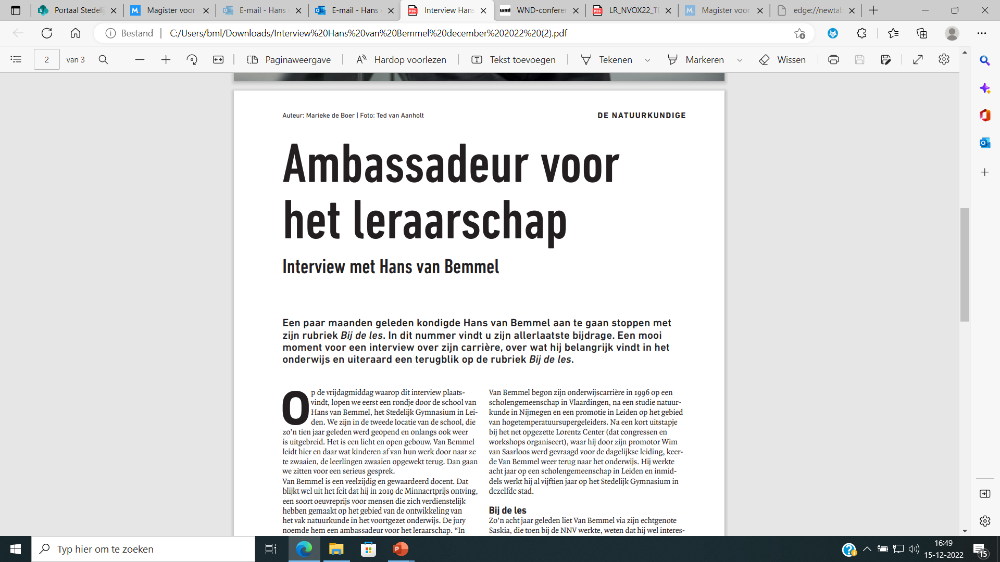 Portaal Stedelij
Magister voor
E-mail - Hans v
E-mail - Hans v
Interview Hans
WND-conferen
LR_NVOX22_T
Magister voor
edge://newtab
Bestand
C:/Users/bml/Downloads/Interview%20Hans%20van%20Bemmel%20december%202022%20(2).pdf
2 van 3
Paginaweergave
Hardop voorlezen
Tekst toevoegen
Tekenen
Markeren
Wissen
Auteur: Marieke de Boer | Foto: Ted van Aanholt
DE NATUURKUNDIGE
Ambassadeur voor
het leraarschap
Interview met Hans van Bemmel
Een paar maanden geleden kondigde Hans van Bemmel aan te gaan stoppen met
zijn rubriek Bij de les. In dit nummer vindt u zijn allerlaatste bijdrage. Een mooi
moment voor een interview over zijn carrière, over wat hij belangrijk vindt in het
onderwijs en uiteraard een terugblik op de rubriek Bij de les.
Op de vrijdagmiddag waarop dit interview plaats-
vindt, lopen we eerst een rondje door de school van
Hans van Bemmel, het Stedelijk Gymnasium in Lei-
den. We zijn in de tweede locatie van de school, die
zo'n tien jaar geleden werd geopend en onlangs ook weer
is uitgebreid. Het is een licht en open gebouw. Van Bemmel
leidt hier en daar wat kinderen af van hun werk door naar ze
te zwaaien, de leerlingen zwaaien opgewekt terug. Dan gaan
we zitten voor een serieus gesprek.
Van Bemmel is een veelzijdig en gewaardeerd docent. Dat
blijkt wel uit het feit dat hij in 2019 de Minnaertprijs ontving,
een soort oeuvreprijs voor mensen die zich verdienstelijk
hebben gemaakt op het gebied van de ontwikkeling van
het vak natuurkunde in het voortgezet onderwijs. De jury
noemde hem een ambassadeur voor het leraarschap. “In
Van Bemmel begon zijn onderwijscarrière in 1996 op een
scholengemeenschap in Vlaardingen, na een studie natuur-
kunde in Nijmegen en een promotie in Leiden op het gebied
van hogetemperatuursupergeleiders. Na een kort uitstapje
bij het net opgezette Lorentz Center (dat congressen en
workshops organiseert), waar hij door zijn promotor Wim
van Saarloos werd gevraagd voor de dagelijkse leiding, keer-
de Van Bemmel weer terug naar het onderwijs. Hij werkte
acht jaar op een scholengemeenschap in Leiden en inmid-
dels werkt hij al vijftien jaar op het Stedelijk Gymnasium in
dezelfde stad.
Bij de les
Zo'n acht jaar geleden liet Van Bemmel via zijn echtgenote
Saskia, die toen bij de NNV werkte, weten dat hij wel interes-
Typ hier om te zoeken
16:49
15-12-2022
15